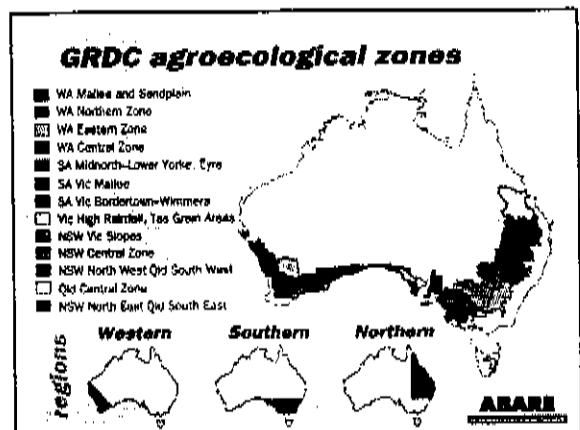 GRDC agroecological zones
WA Mallee and Sandplain
WA Northern Zone
WA Eastern Zone
WA Central Zone
SA Midnorth-Lower Yorke, Eyre
SA Vic Mallee
SA Vic Bordertown-Wimmera
Vic High Rainfall, Tas Grain Areas
NSW Vic Slopes
NSW Central Zone
NSW North West Qld South West
Qld Central Zone
NSW North East Qld South East
regions
Western
Southern
Northern
ABARE